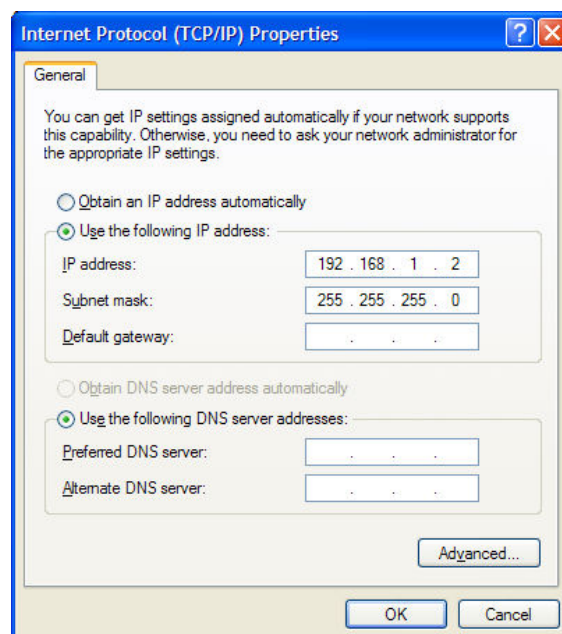 Internet Protocol (TCP/IP) Properties
General
You can get IP settings assigned automatically if your network supports
this capability. Otherwise, you need to ask your network administrator for
the appropriate IP settings.
Obtain an IP address automatically
Use the following IP address:
IP address: 192 . 168 . 1 . 2
Subnet mask: 255 . 255 . 255 . 0
Default gateway: . . .
Obtain DNS server address automatically
Use the following DNS server addresses:
Preferred DNS server: . . .
Alternate DNS server: . . .
Advanced...
OK Cancel